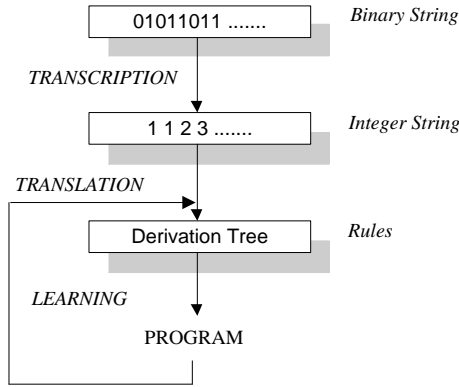 01011011 .......
Binary String
TRANSCRIPTION
1 1 2 3 .......
Integer String
TRANSLATION
Derivation Tree
Rules
LEARNING
PROGRAM